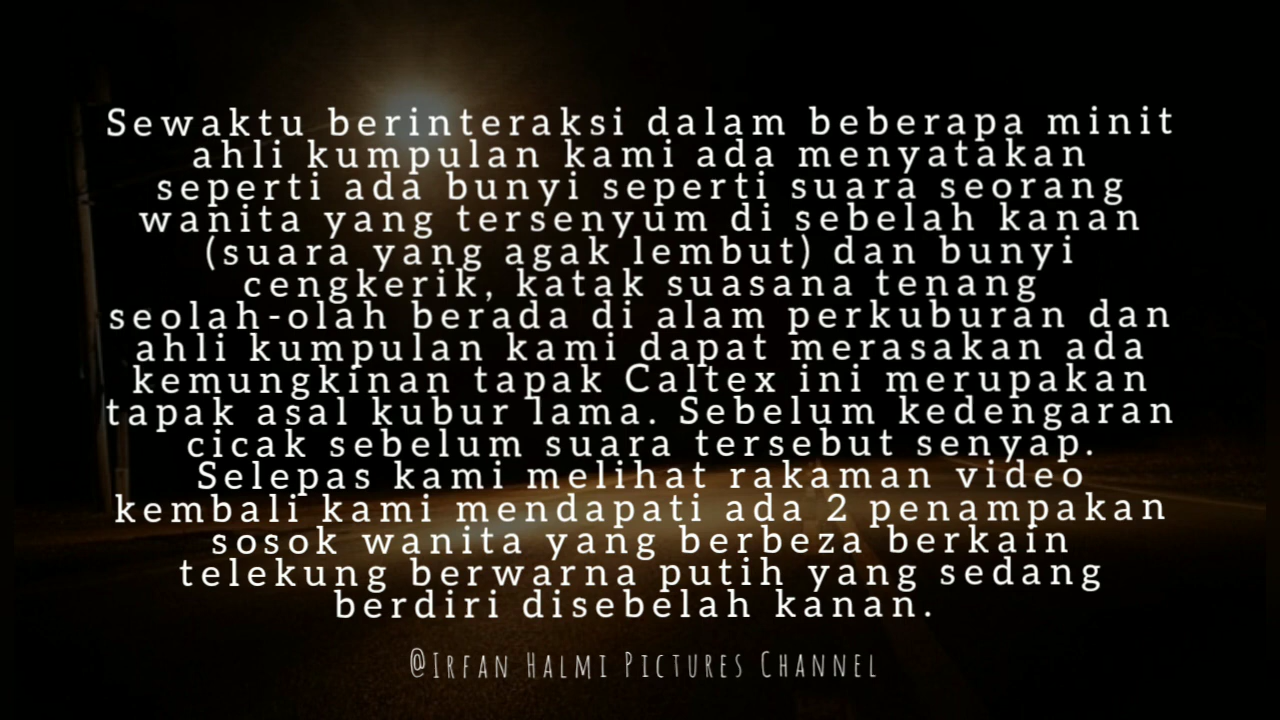 Sewaktu berinteraksi dalam beberapa minit
ahli kumpulan kami ada menyatakan
seperti ada bunyi seperti suara seorang
wanita yang tersenyum di sebelah kanan
(suara yang agak lembut) dan bunyi
cengkerik, katak suasana tenang
seolah-olah berada di alam perkuburan dan
ahli kumpulan kami dapat merasakan ada
kemungkinan tapak Caltex ini merupakan
tapak asal kubur lama. Sebelum kedengaran
cicak sebelum suara tersebut senyap.
Selepas kami melihat rakaman video
kembali kami mendapati ada 2 penampakan
sosok wanita yang berbeza berkain
telekung berwarna putih yang sedang
berdiri disebelah kanan.
@Irfan Halmi Pictures Channel